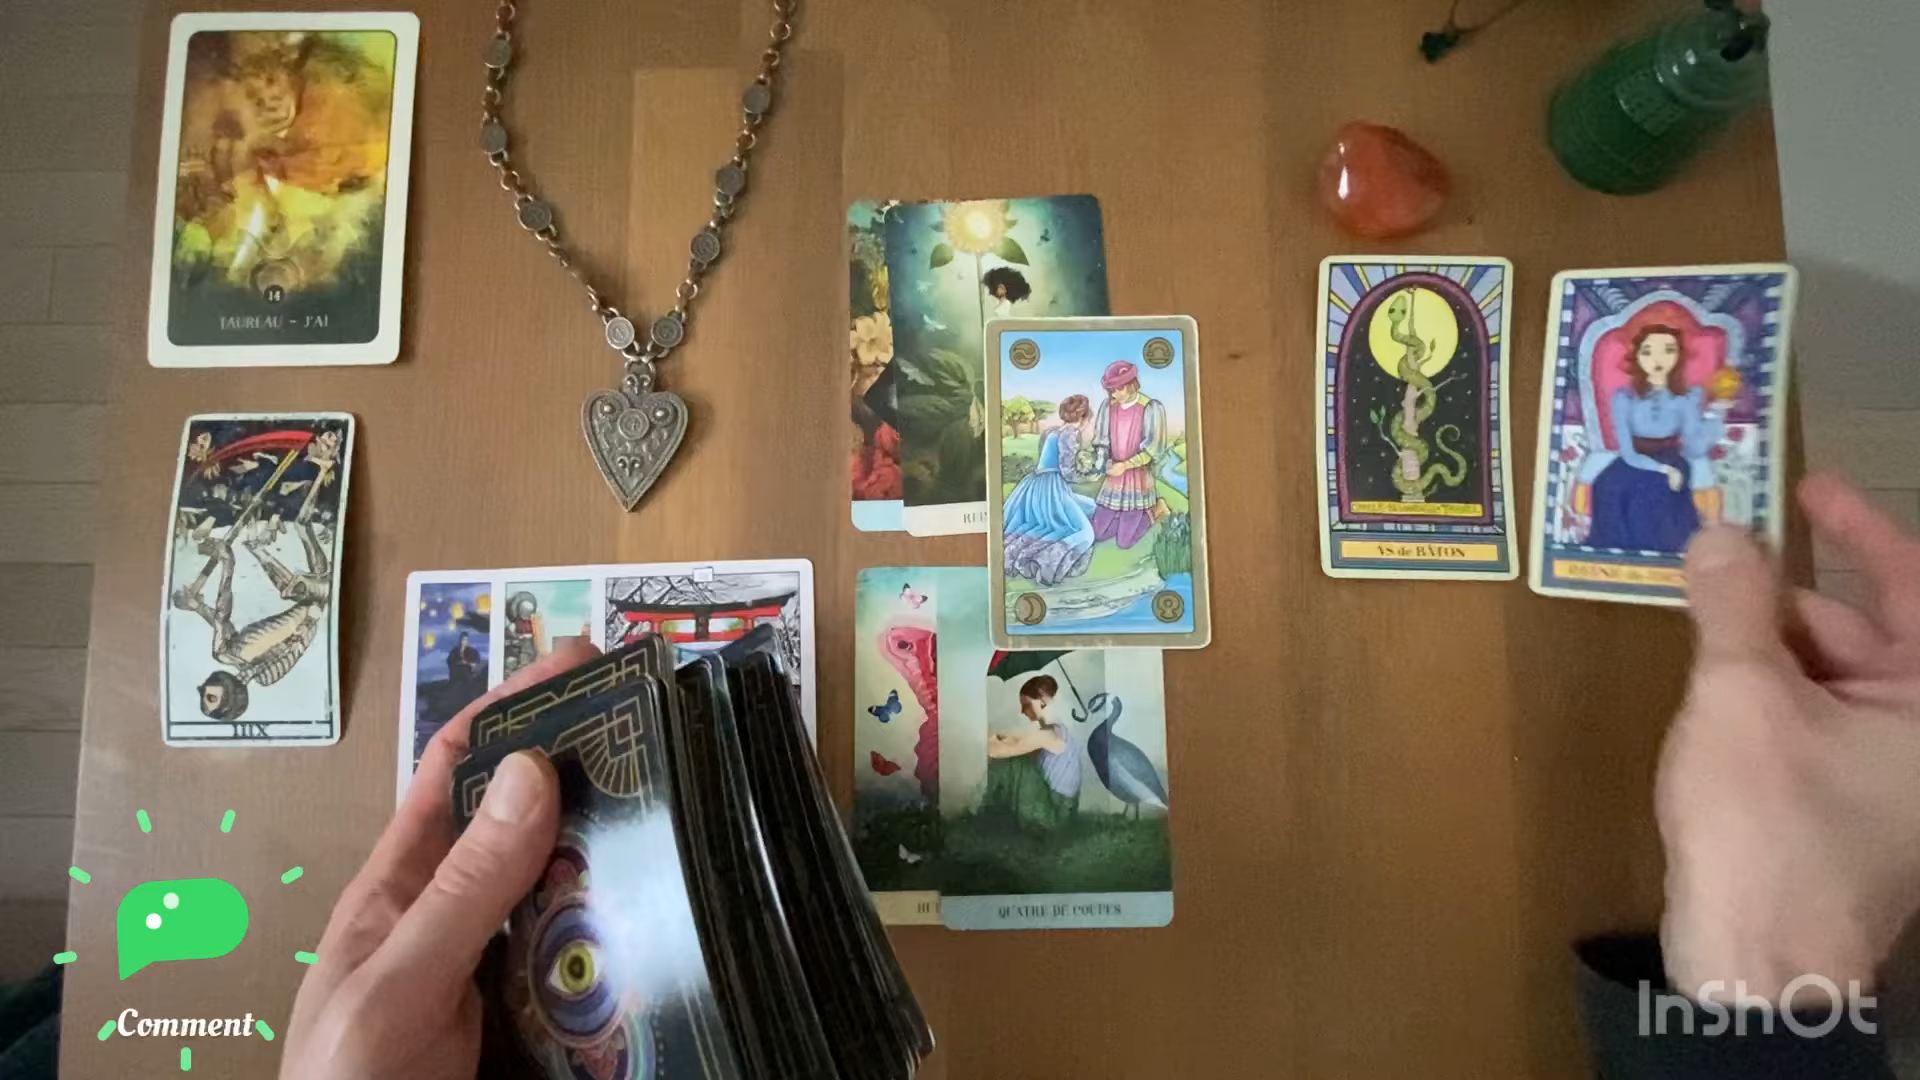 14
TAUREAU – J'AI
XIII
AS de BÂTON
QUATRE DE COUPES
Comment
InShOt